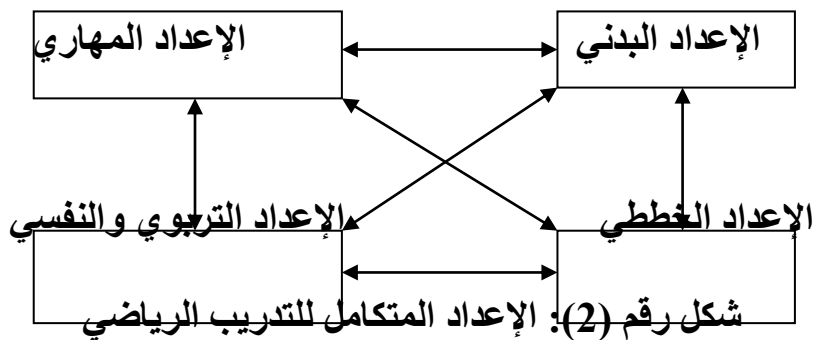 الإعداد البدني
الإعداد المهاري
الإعداد الخططي
الإعداد التربوي والنفسي
شكل رقم (2): الإعداد المتكامل للتدريب الرياضي